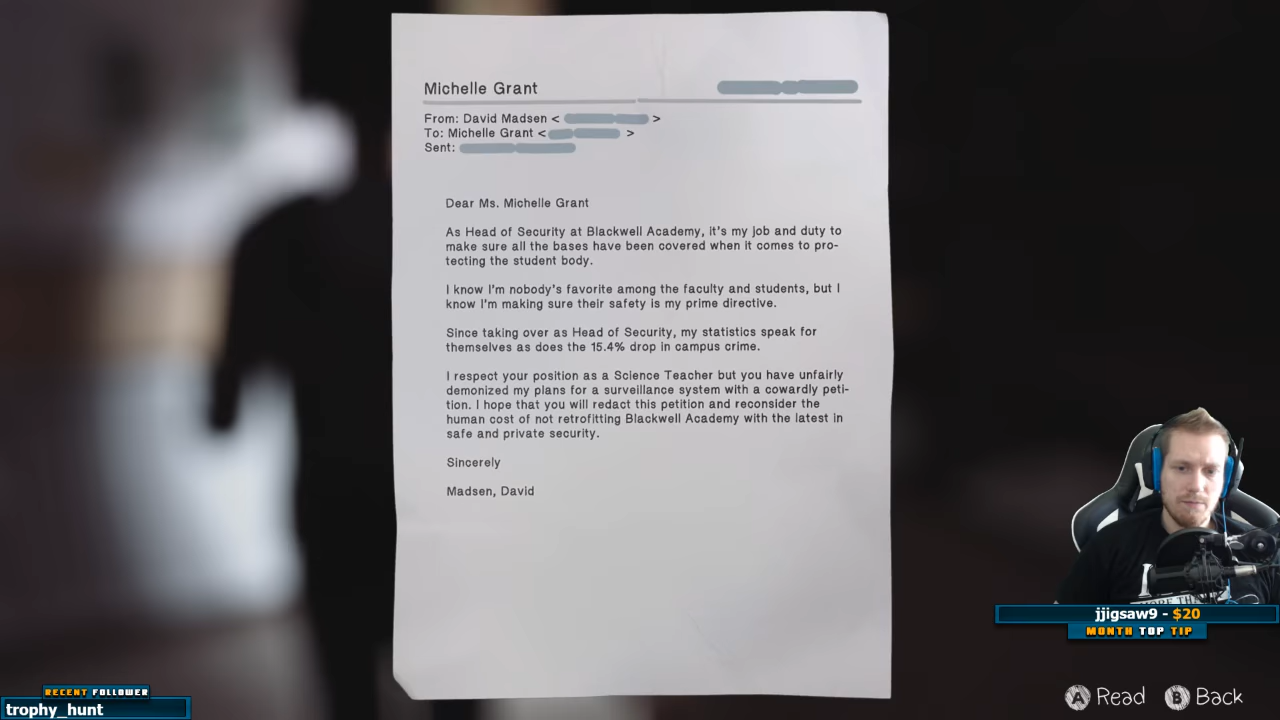 Michelle Grant
From: David Madsen < >
To: Michelle Grant < >
Sent:
Dear Ms. Michelle Grant
As Head of Security at Blackwell Academy, it's my job and duty to
make sure all the bases have been covered when it comes to pro-
tecting the student body.
I know I'm nobody's favorite among the faculty and students, but I
know I'm making sure their safety is my prime directive.
Since taking over as Head of Security, my statistics speak for
themselves as does the 15.4% drop in campus crime.
I respect your position as a Science Teacher but you have unfairly
demonized my plans for a surveillance system with a cowardly peti-
tion. I hope that you will redact this petition and reconsider the
human cost of not retrofitting Blackwell Academy with the latest in
safe and private security.
Sincerely
Madsen, David
jjigsaw9 - $20
MONTH TOP TIP
RECENT FOLLOWER
trophy_hunt
A Read B Back